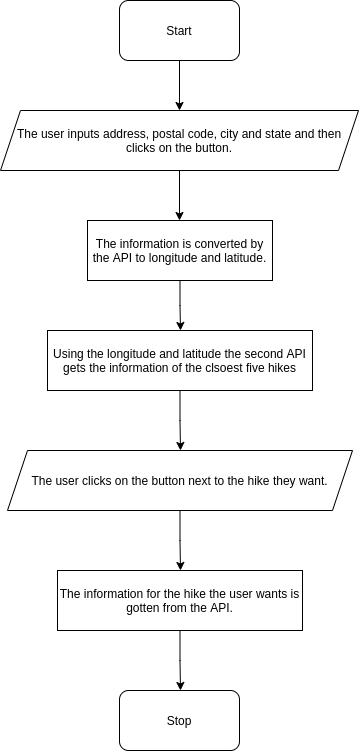 Start
The user inputs address, postal code, city and state and then
clicks on the button.
The information is converted by
the API to longitude and latitude.
Using the longitude and latitude the second API
gets the information of the clsoest five hikes
The user clicks on the button next to the hike they want.
The information for the hike the user wants is
gotten from the API.
Stop